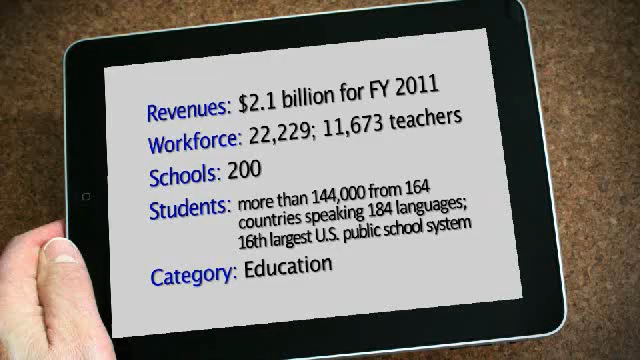 Revenues: $2.1 billion for FY 2011
Workforce: 22,229; 11,673 teachers
Schools: 200
Students: more than 144,000 from 164
countries speaking 184 languages;
16th largest U.S. public school system
Category: Education